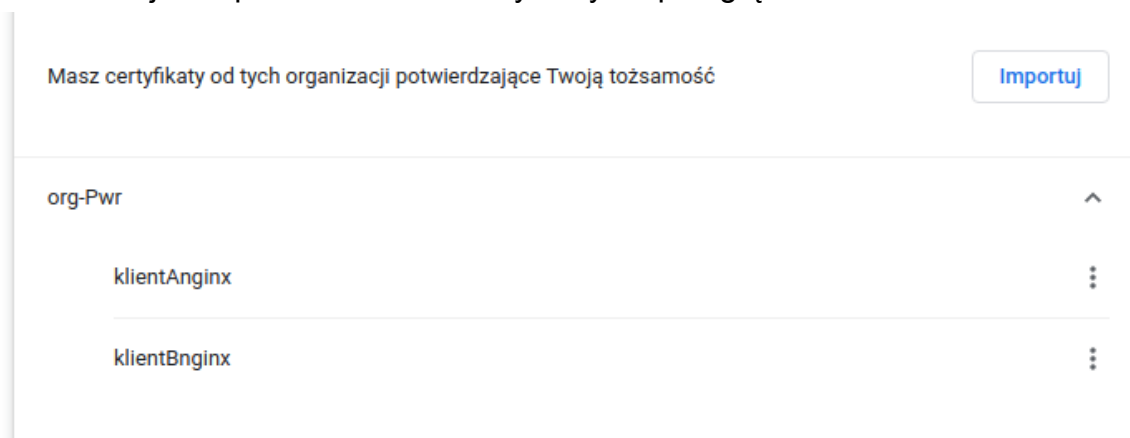 Masz certyfikaty od tych organizacji potwierdzające Twoją tożsamość
Importuj
org-Pwr
klientAnginx
klientBnginx